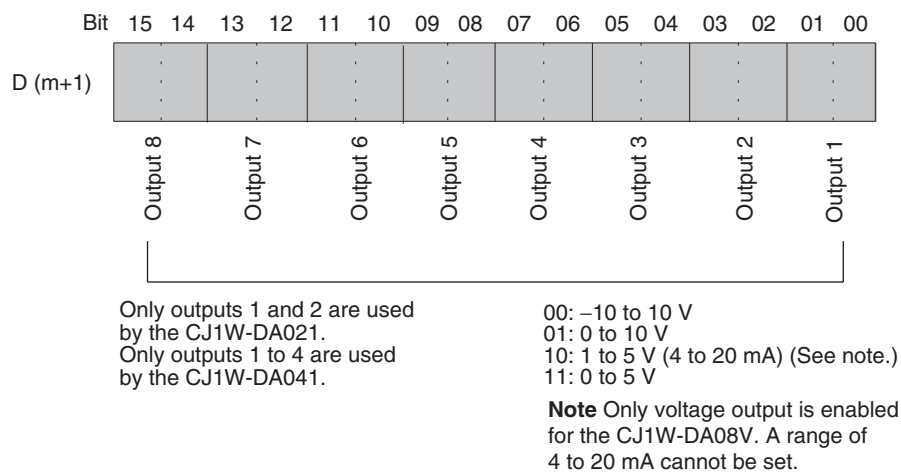 Bit 15 14 13 12 11 10 09 08 07 06 05 04 03 02 01 00
D (m+1)
Output 8
Output 7
Output 6
Output 5
Output 4
Output 3
Output 2
Output 1
Only outputs 1 and 2 are used
by the CJ1W-DA021.
Only outputs 1 to 4 are used
by the CJ1W-DA041.
00: −10 to 10 V
01: 0 to 10 V
10: 1 to 5 V (4 to 20 mA) (See note.)
11: 0 to 5 V
Note Only voltage output is enabled
for the CJ1W-DA08V. A range of
4 to 20 mA cannot be set.